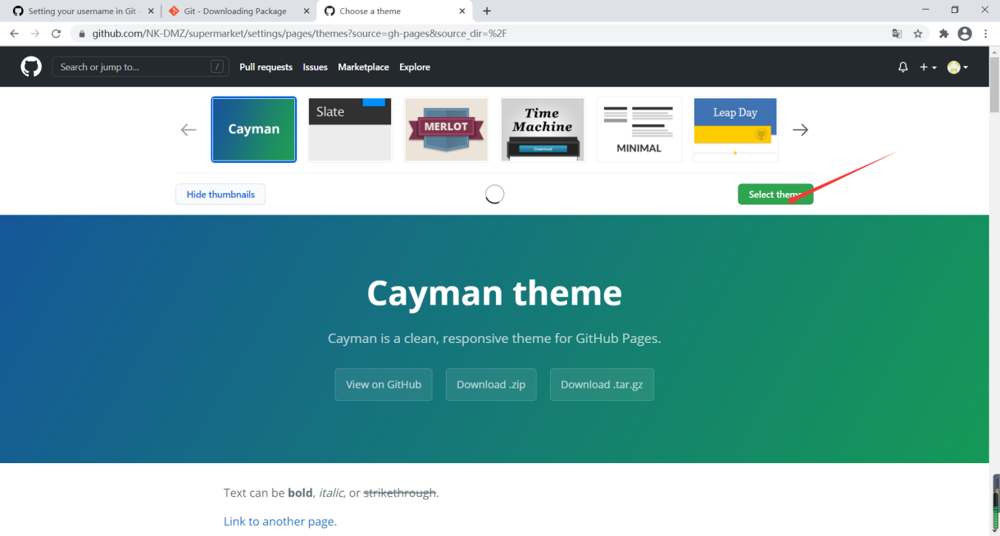 Setting your username in Git -
Git - Downloading Package
Choose a theme
github.com/NK-DMZ/supermarket/settings/pages/themes?source=gh-pages&source_dir=%2F
Search or jump to...
/
Pull requests
Issues
Marketplace
Explore
Cayman
Slate
MERLOT
Time
Machine
Download
MINIMAL
Leap Day
Hide thumbnails
Select theme
Cayman theme
Cayman is a clean, responsive theme for GitHub Pages.
View on GitHub
Download .zip
Download .tar.gz
Text can be bold, italic, or strikethrough.
Link to another page.